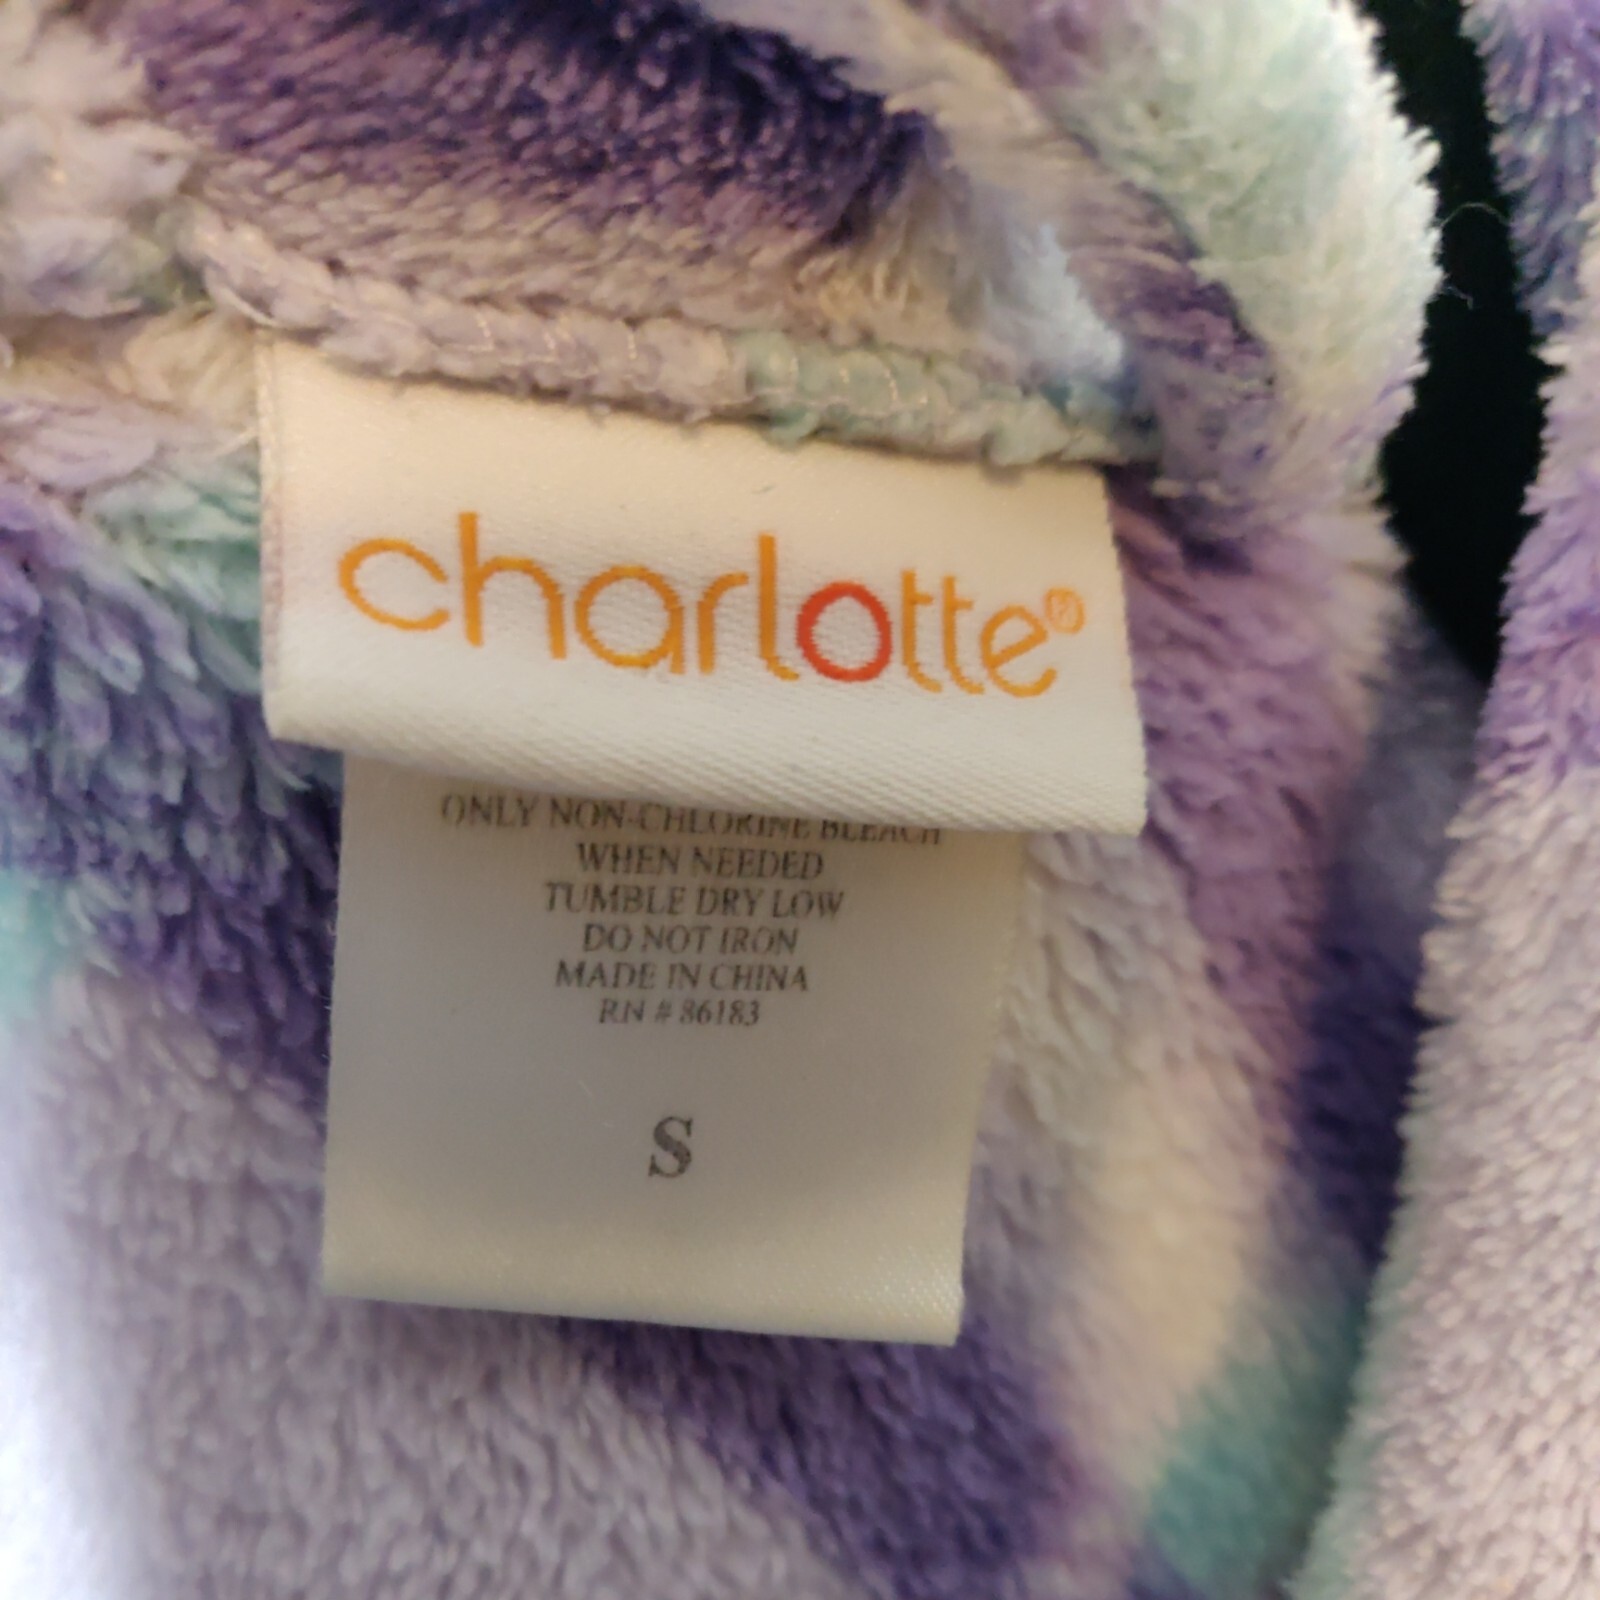 charlotte®
ONLY NON-CHLORINE BLEACH
WHEN NEEDED
TUMBLE DRY LOW
DO NOT IRON
MADE IN CHINA
RN # 86183
S